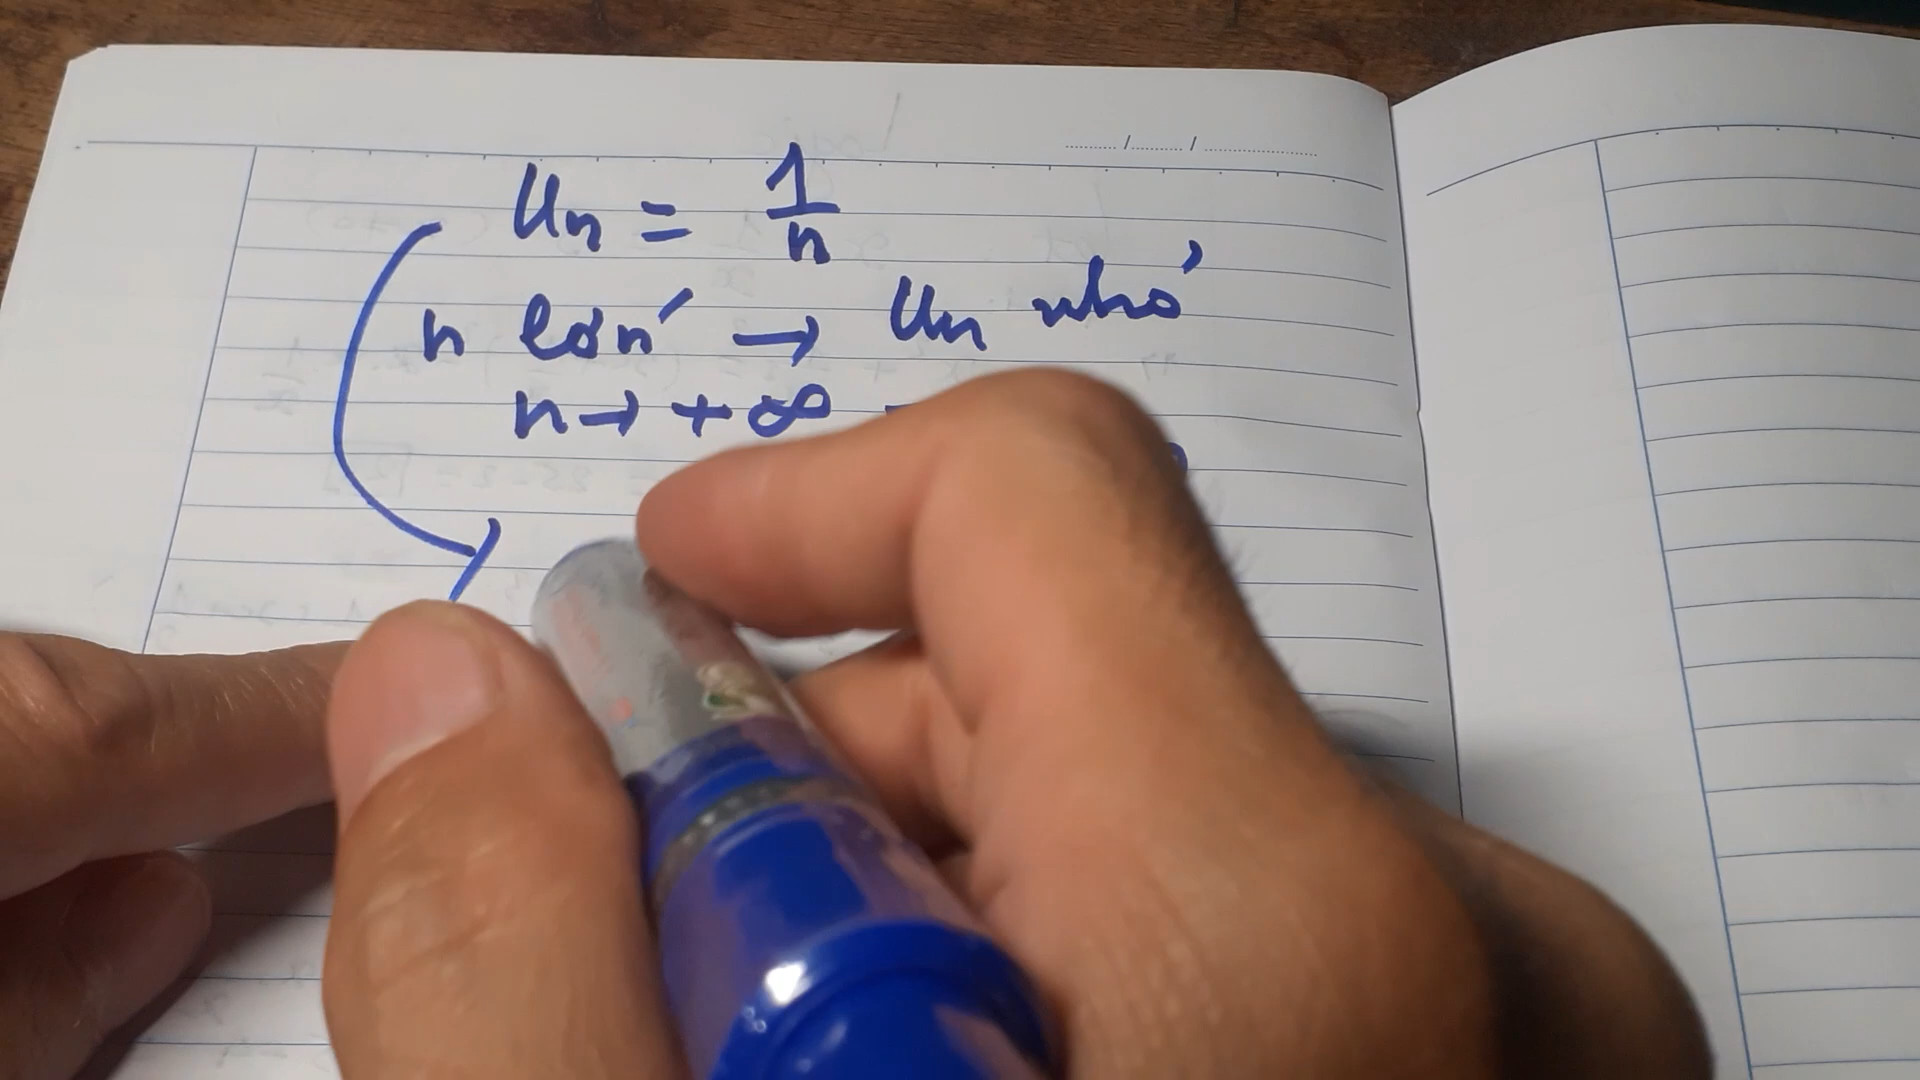 Un = 1/n
n lớn → Un nhỏ
n → + ∞